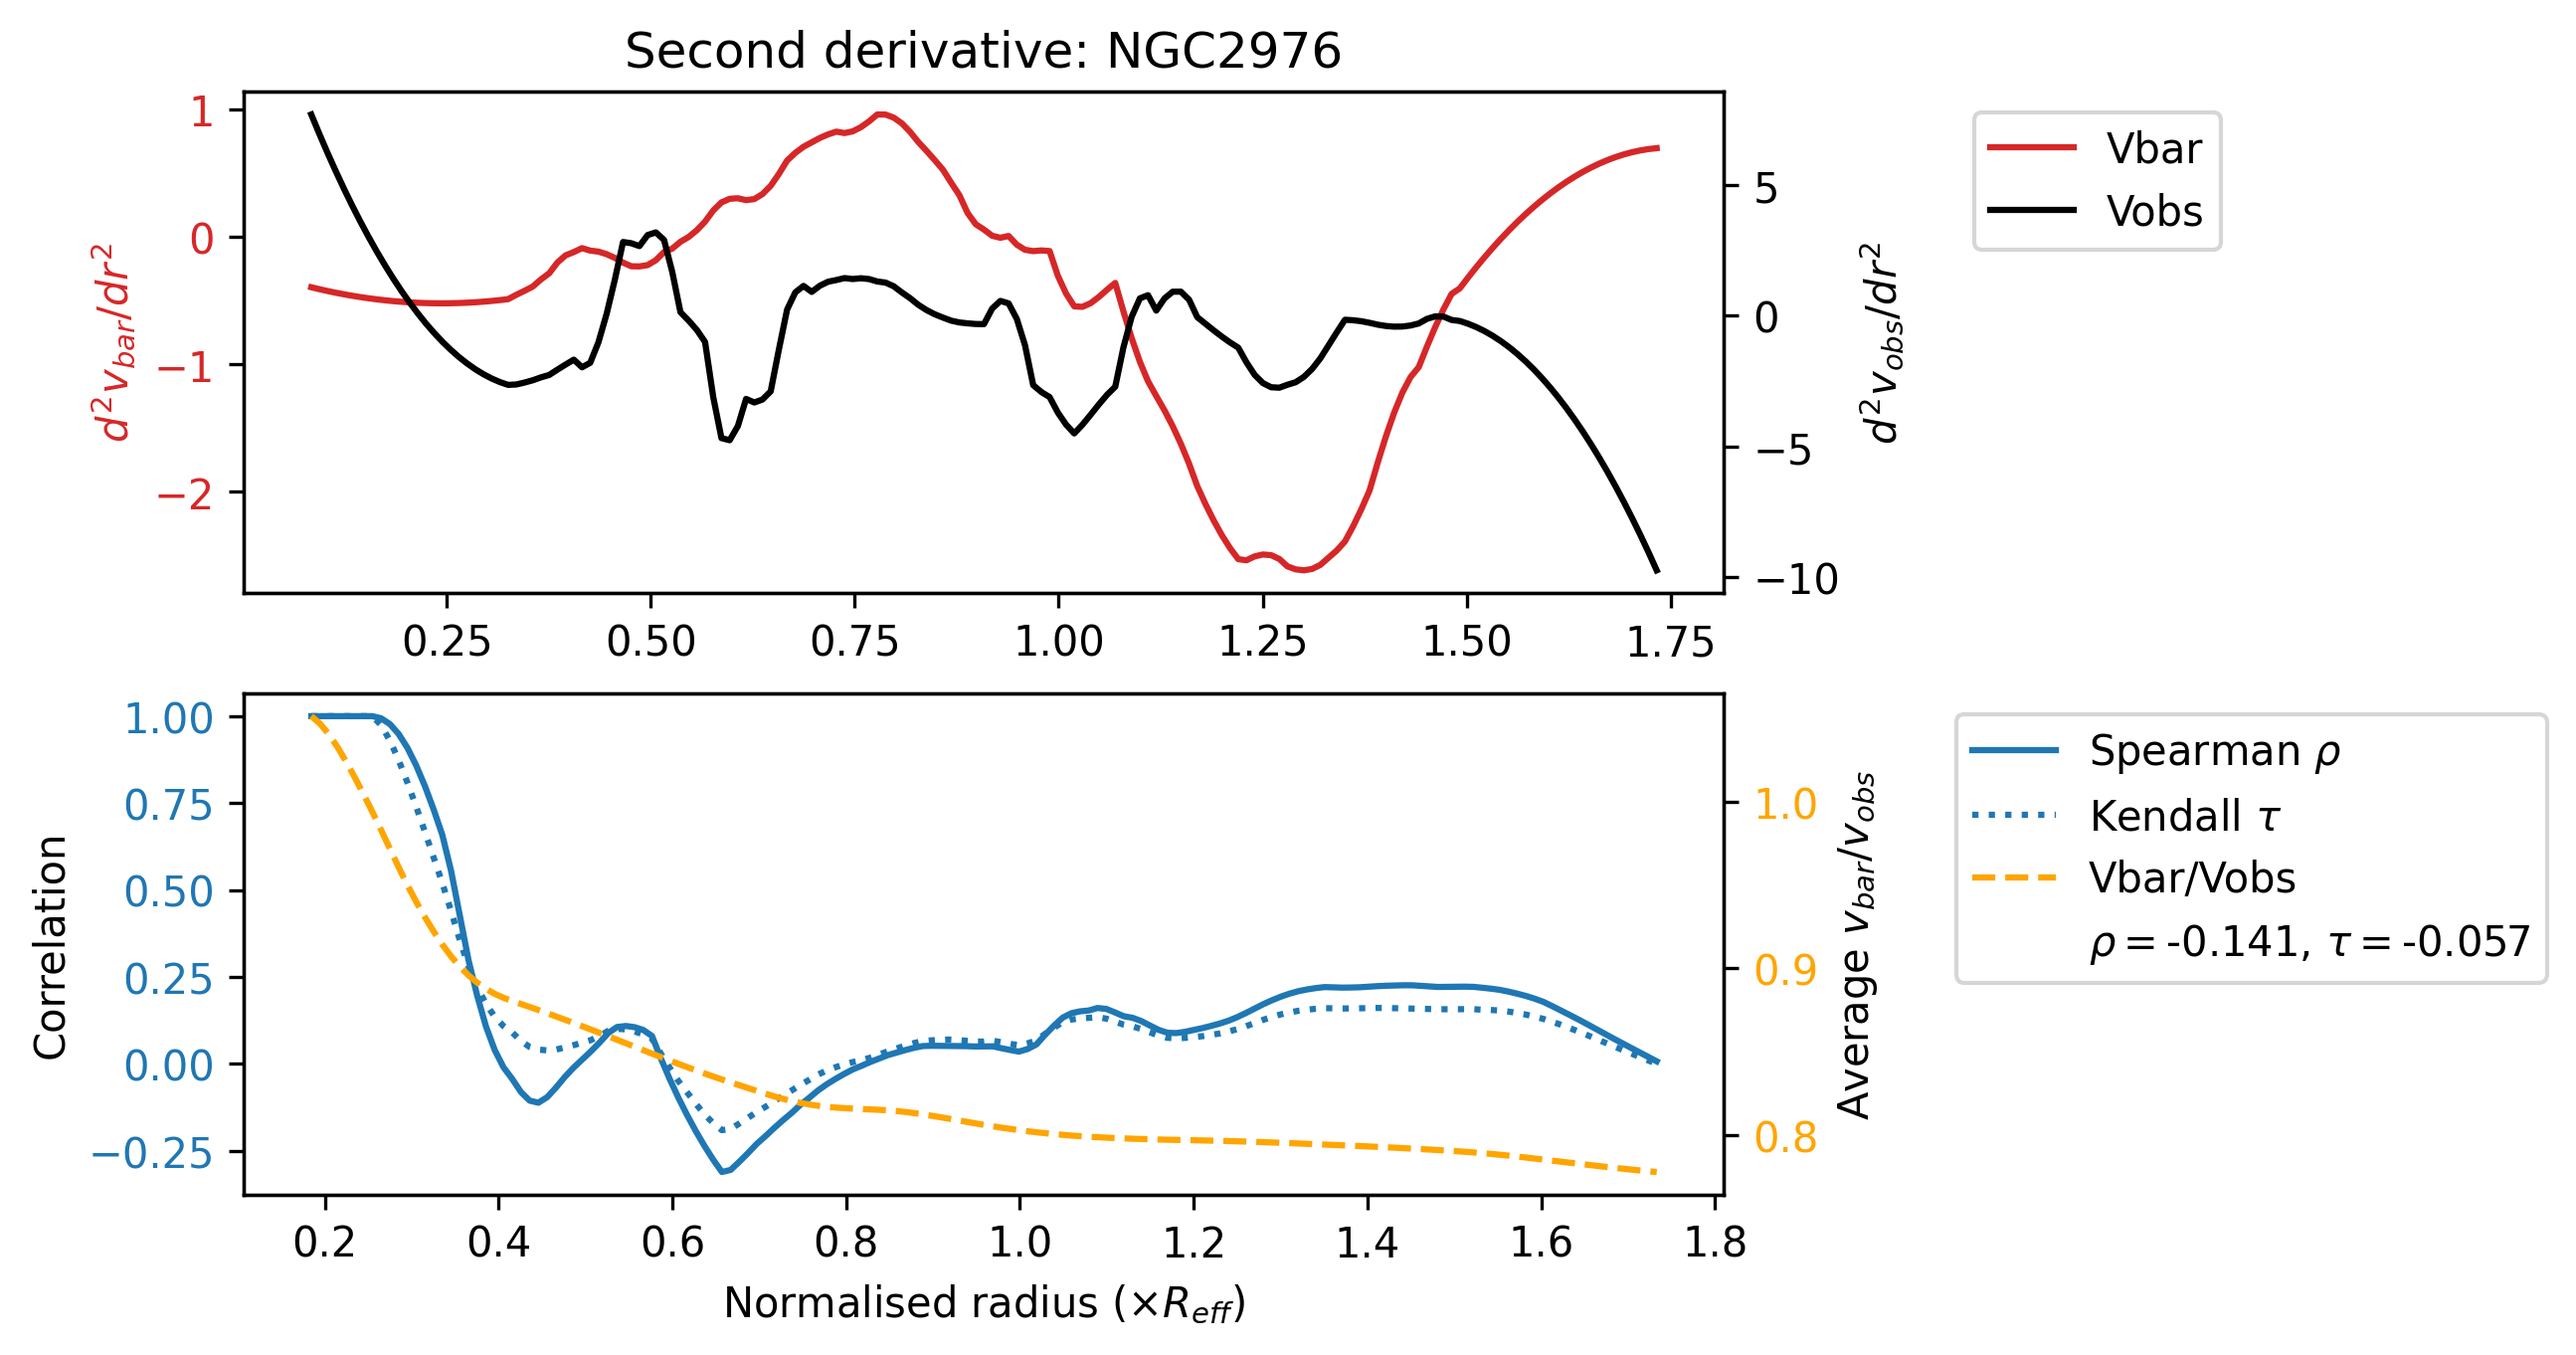 Second derivative: NGC2976
1
0
−1
−2
d²v_bar/dr²
5
0
−5
−10
d²v_obs/dr²
0.25 0.50 0.75 1.00 1.25 1.50 1.75
Vbar
Vobs
1.00
0.75
0.50
0.25
0.00
−0.25
Correlation
1.0
0.9
0.8
Average v_bar/v_obs
0.2 0.4 0.6 0.8 1.0 1.2 1.4 1.6 1.8
Normalised radius (×R_eff)
Spearman ρ
Kendall τ
Vbar/Vobs
ρ = -0.141, τ = -0.057